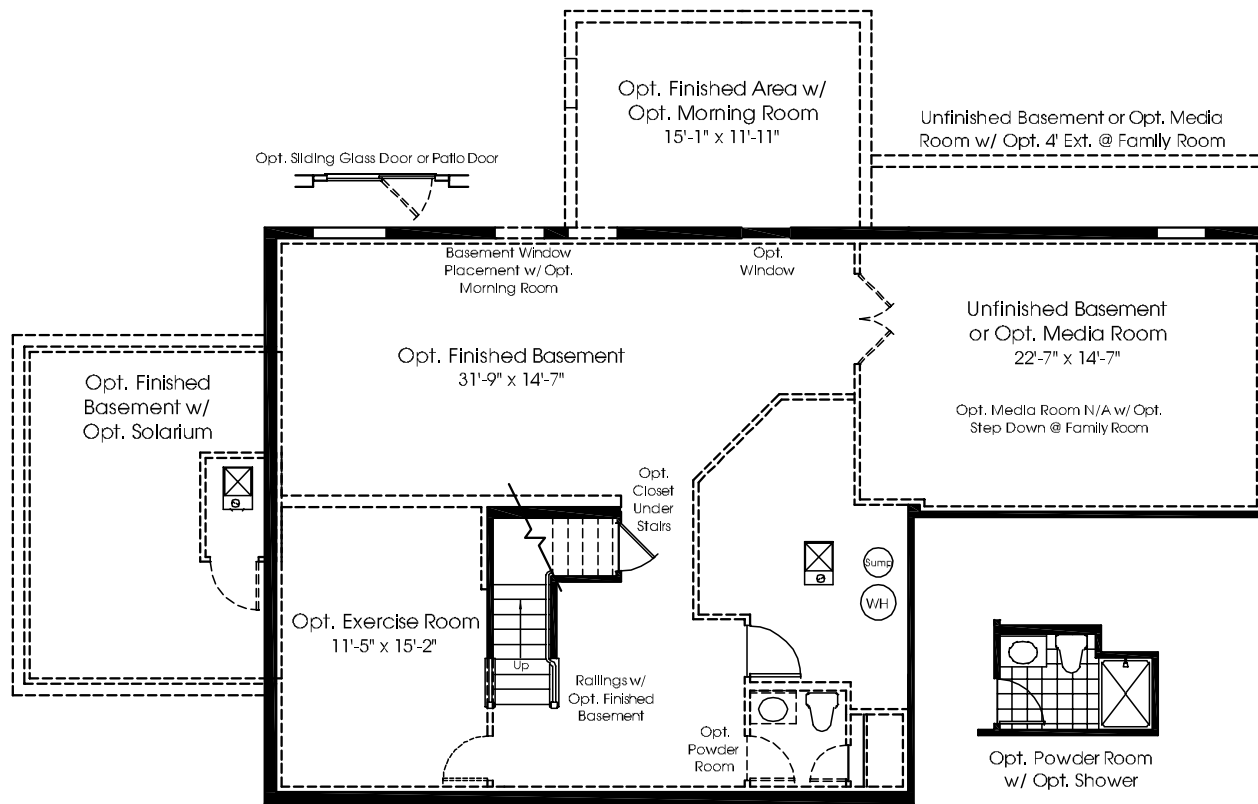 Opt. Finished Area w/
Opt. Morning Room
15'-1" x 11'-11"
Unfinished Basement or Opt. Media
Room w/ Opt. 4' Ext. @ Family Room
Opt. Sliding Glass Door or Patio Door
Basement Window
Placement w/ Opt.
Morning Room
Opt.
Window
Opt. Finished Basement
31'-9" x 14'-7"
Unfinished Basement
or Opt. Media Room
22'-7" x 14'-7"
Opt. Media Room N/A w/ Opt.
Step Down @ Family Room
Opt. Finished
Basement w/
Opt. Solarium
Opt.
Closet
Under
Stairs
Sump
WH
Opt. Exercise Room
11'-5" x 15'-2"
Up
Railings w/
Opt. Finished
Basement
Opt.
Powder
Room
Opt. Powder Room
w/ Opt. Shower